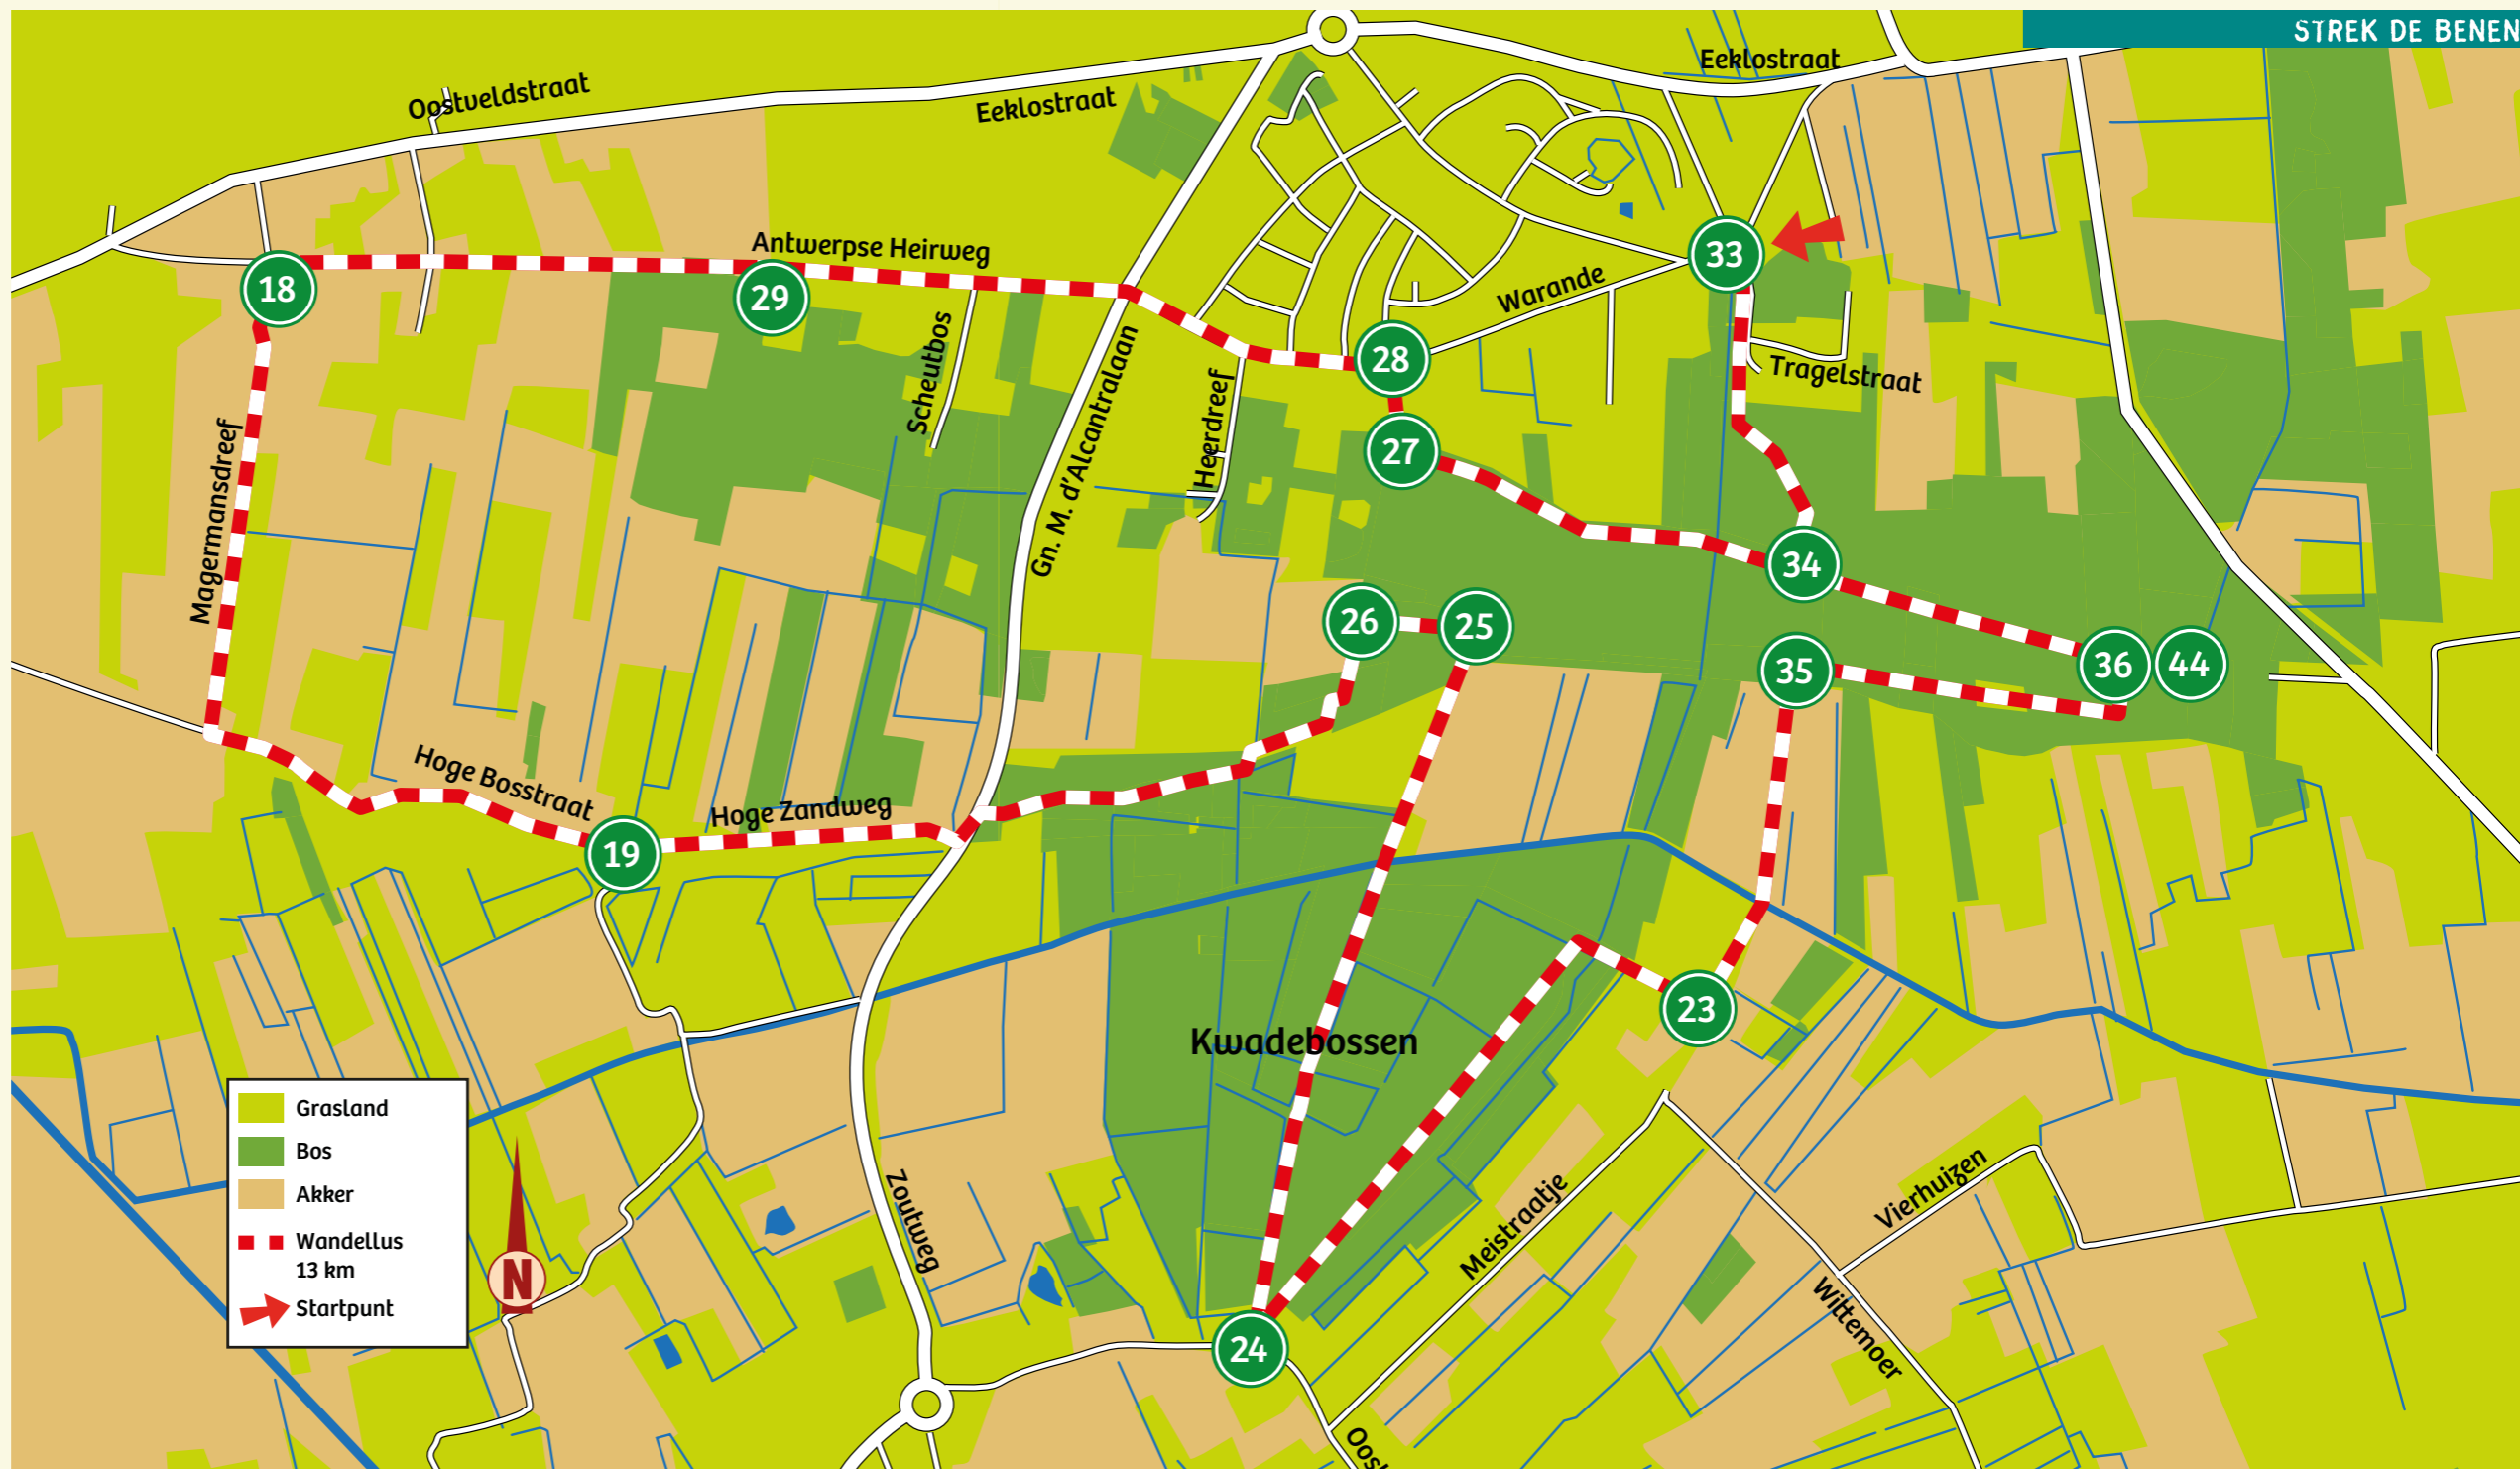 STREK DE BENEN
Eeklostraat
Oostveldstraat
Eeklostraat
Antwerpse Heirweg
33
18
29
Warande
28
Scheutbos
Gn. M. d'Alcantralaan
Heerdreef
Tragelstraat
27
Magermansdreef
34
26
25
35
36
44
Hoge Bosstraat
Hoge Zandweg
19
23
Kwadebossen
Grasland
Bos
Akker
Wandellus
13 km
Startpunt
N
Zoutweg
Meistraatje
Vierhuizen
Wittemoer
24